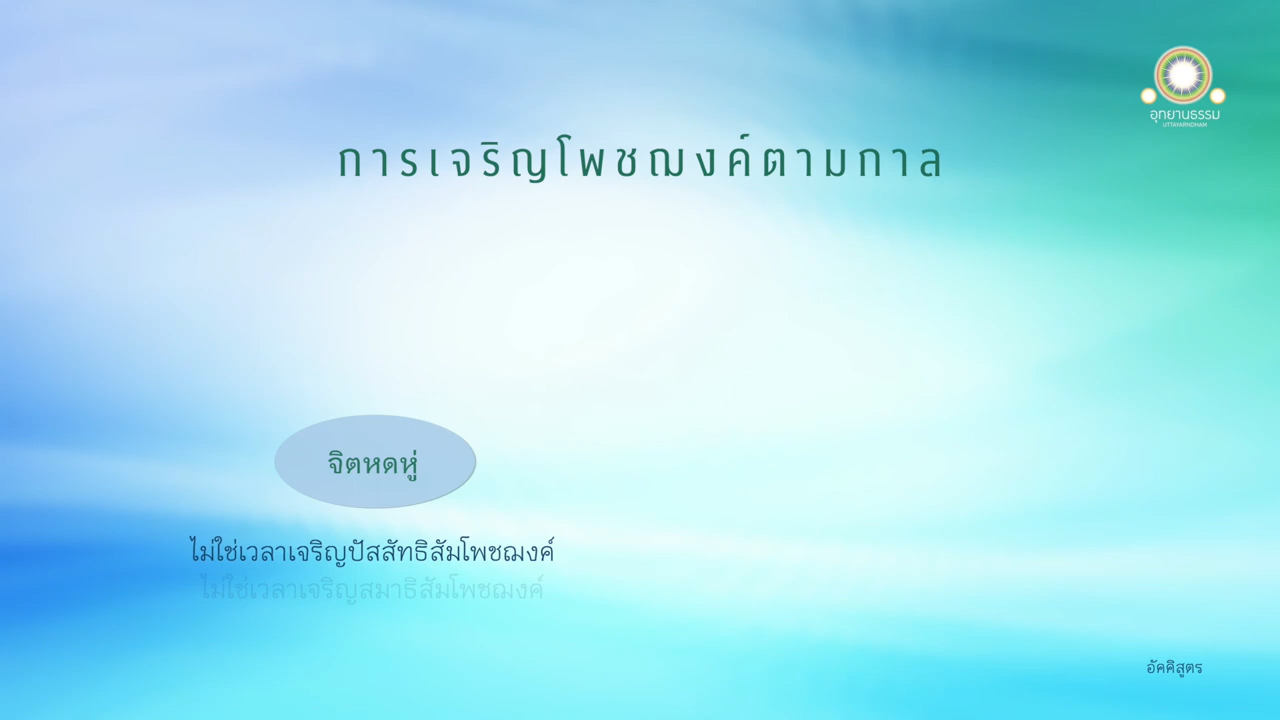 อุทยานธรรม
UTTAYARNDHAM
การเจริญโพชฌงค์ตามกาล
จิตหดหู่
ไม่ใช่เวลาเจริญปัสสัทธิสัมโพชฌงค์
ไม่ใช่เวลาเจริญสมาธิสัมโพชฌงค์
อัคคิสูตร